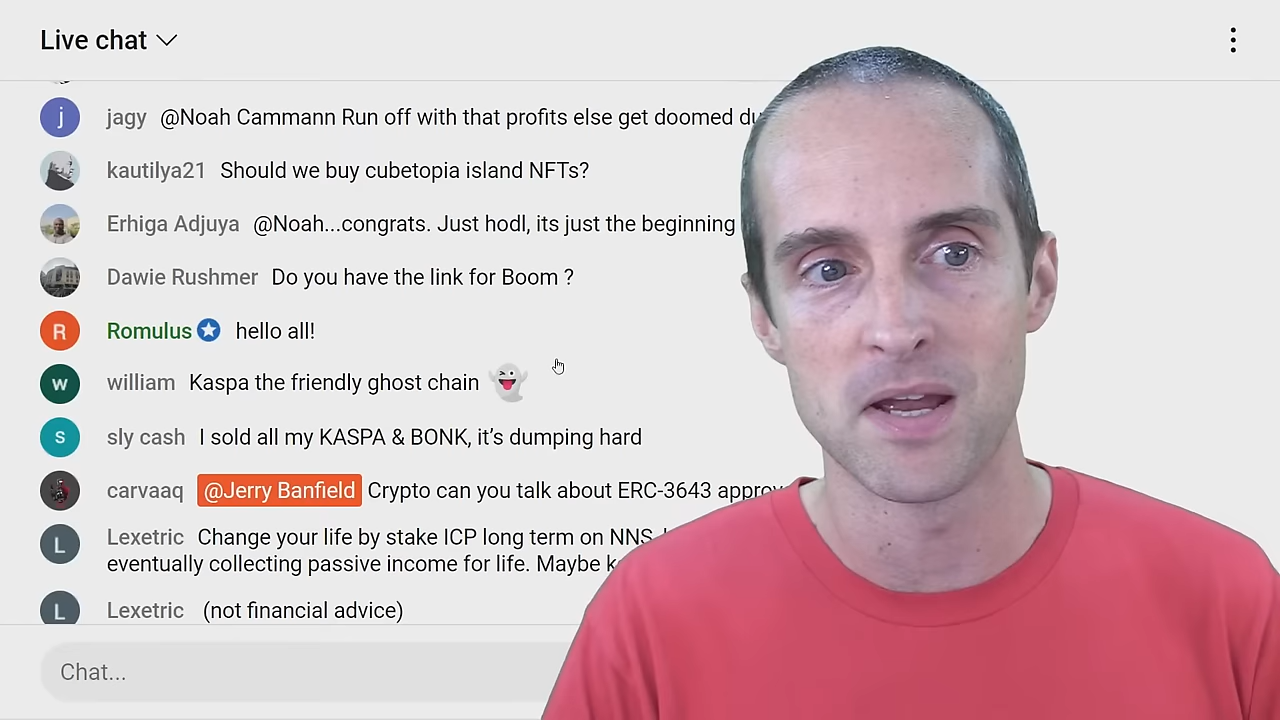 Live chat
j
jagy @Noah Cammann Run off with that profits else get doomed
kautilya21 Should we buy cubetopia island NFTs?
Erhiga Adjuya @Noah...congrats. Just hodl, its just the beginning
Dawie Rushmer Do you have the link for Boom ?
R
Romulus hello all!
w
william Kaspa the friendly ghost chain 👻
s
sly cash I sold all my KASPA & BONK, it’s dumping hard
carvaaq @Jerry Banfield Crypto can you talk about ERC-3643
L
Lexetric Change your life by stake ICP long term on NNS
eventually collecting passive income for life. Maybe
L
Lexetric (not financial advice)
Chat...